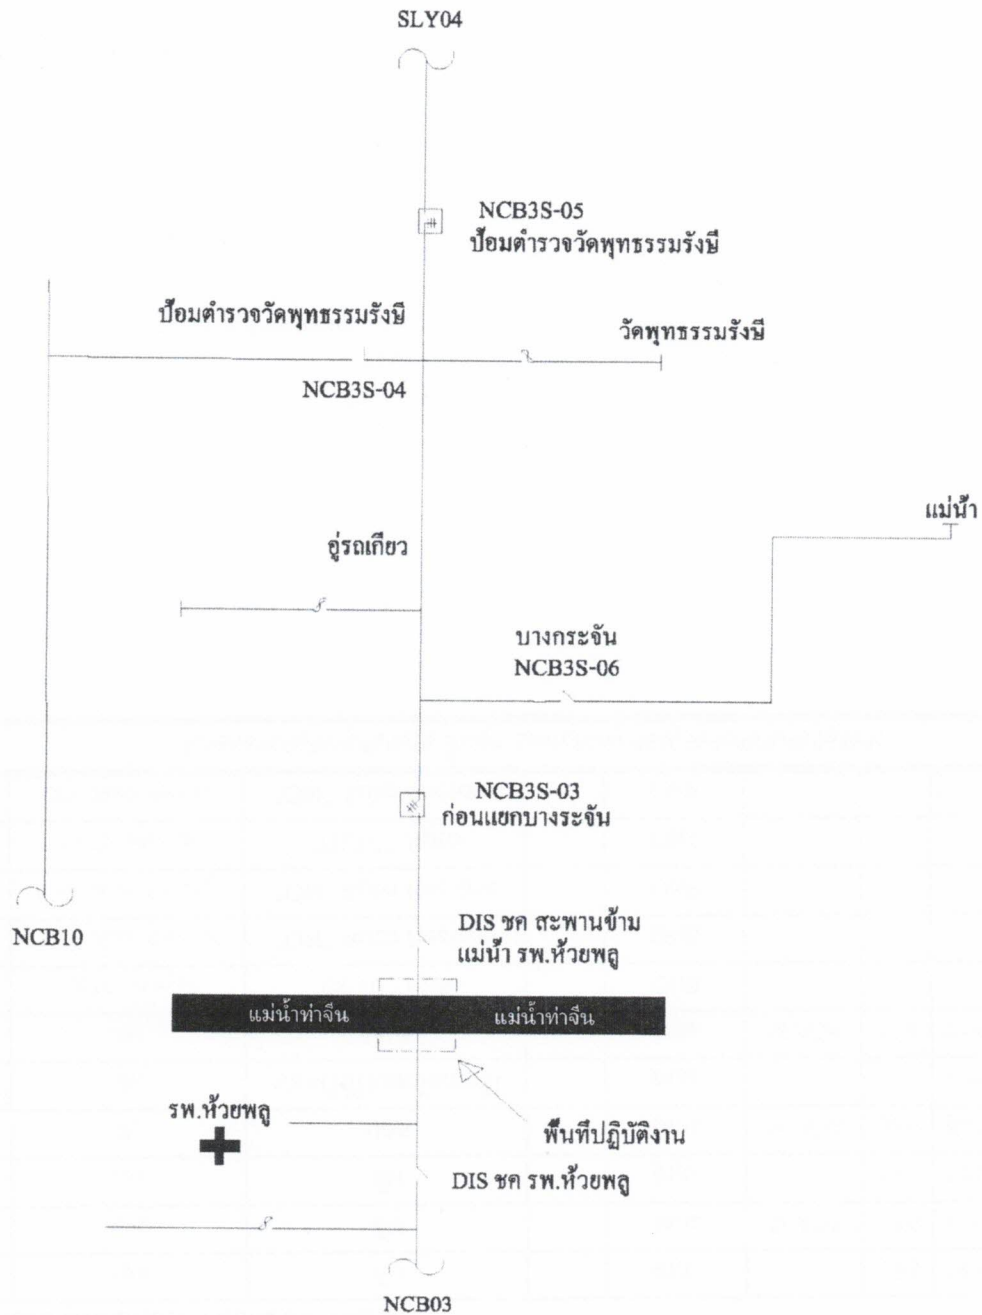 SLY04
NCB3S-05
ป้อมตำรวจวัดพุทธรรมรังษี
ป้อมตำรวจวัดพุทธรรมรังษี
วัดพุทธรรมรังษี
NCB3S-04
แม่น้ำ
อู่รถเกียว
บางกระจัน
NCB3S-06
NCB3S-03
ก่อนแยกบางระจัน
DIS ชค สะพานข้าม
แม่น้ำ รพ.ห้วยพลู
NCB10
แม่น้ำท่าจีน
แม่น้ำท่าจีน
รพ.ห้วยพลู
พื้นที่ปฏิบัติงาน
DIS ชค รพ.ห้วยพลู
NCB03